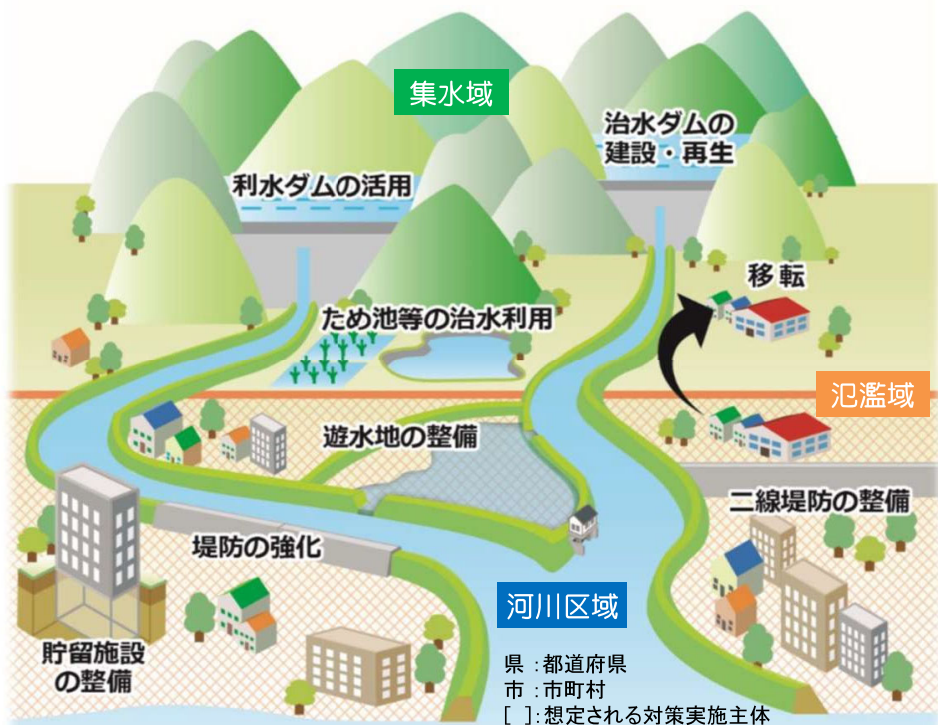 集水域
治水ダムの
建設・再生
利水ダムの活用
移転
ため池等の治水利用
氾濫域
遊水地の整備
二線堤防の整備
堤防の強化
河川区域
貯留施設
の整備
県：都道府県
市：市町村
[ ]：想定される対策実施主体